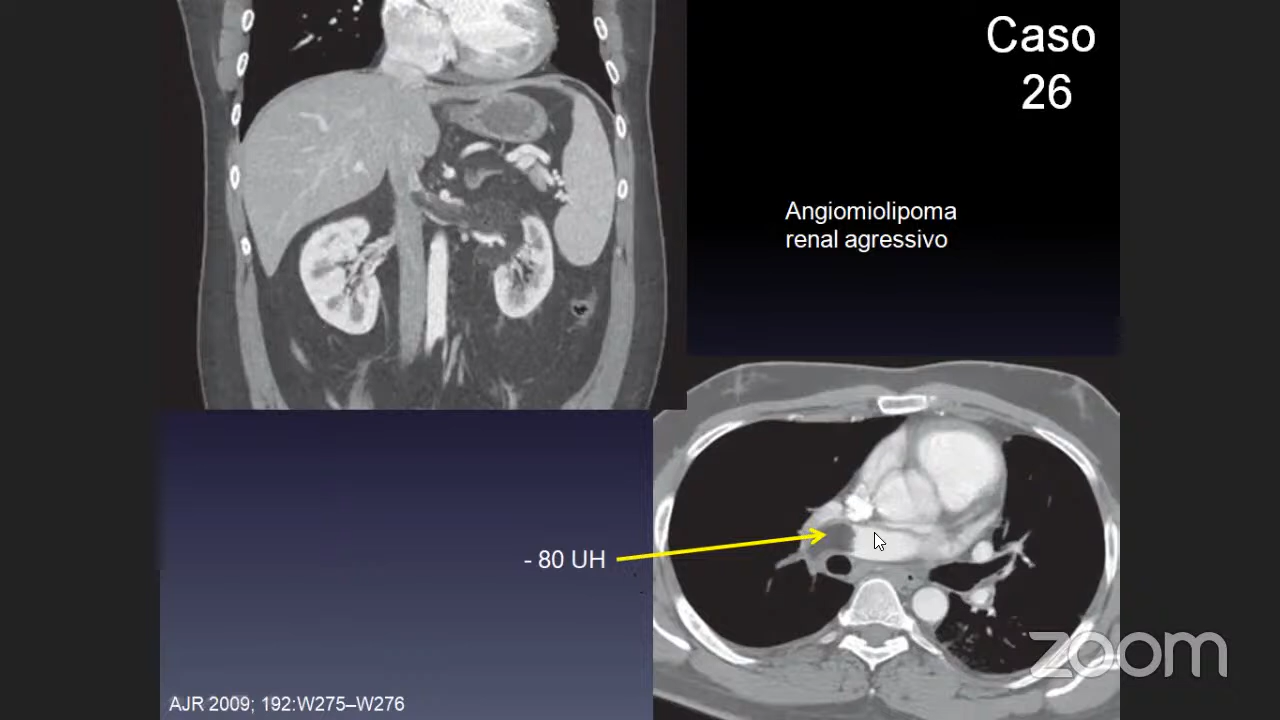 Caso
26
Angiomiolipoma
renal agressivo
- 80 UH
AJR 2009; 192:W275–W276
zoom